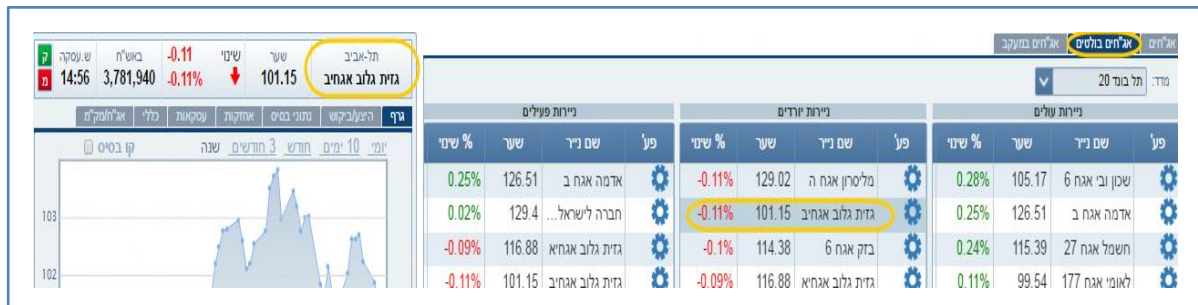 אג"חים אג"חים בולטים אג"חים במעקב
מדד: תל בונד 20
ניירות עולים
פע' שם נייר שער % שינוי
שכון ובי אגח 6 105.17 0.28%
אדמה אגח ב 126.51 0.25%
חשמל אגח 27 115.39 0.24%
לאומי אגח 177 99.54 0.11%
ניירות יורדים
פע' שם נייר שער % שינוי
מליסרון אגח ה 129.02 -0.11%
גזית גלוב אגחיב 101.15 -0.11%
בזק אגח 6 114.38 -0.1%
גזית גלוב אגחיא 116.88 -0.09%
ניירות פעילים
פע' שם נייר שער % שינוי
אדמה אגח ב 126.51 0.25%
חברה לישראל... 129.4 0.02%
גזית גלוב אגחיא 116.88 -0.09%
גזית גלוב אגחיב 101.15 -0.11%
תל-אביב שער שינוי -0.11 באש"ח ש.עסקה ק
גזית גלוב אגחיב 101.15 -0.11% 3,781,940 14:56 מ
גרף היצע/ביקוש נתוני בסיס אחזקות עסקאות כללי אג"ח/מק"מ
יומי 10 ימים חודש 3 חודשים שנה קו בסיס
103
102